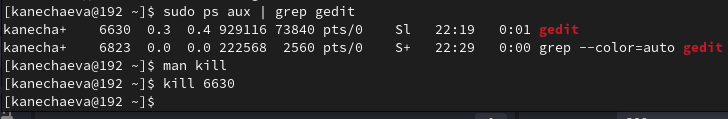 [kanechaeva@192 ~]$ sudo ps aux | grep gedit
kanecha+    6630  0.3  0.4 929116 73840 pts/0    Sl   22:19   0:01 gedit
kanecha+    6823  0.0  0.0 222568  2560 pts/0    S+   22:29   0:00 grep --color=auto gedit
[kanechaeva@192 ~]$ man kill
[kanechaeva@192 ~]$ kill 6630
[kanechaeva@192 ~]$